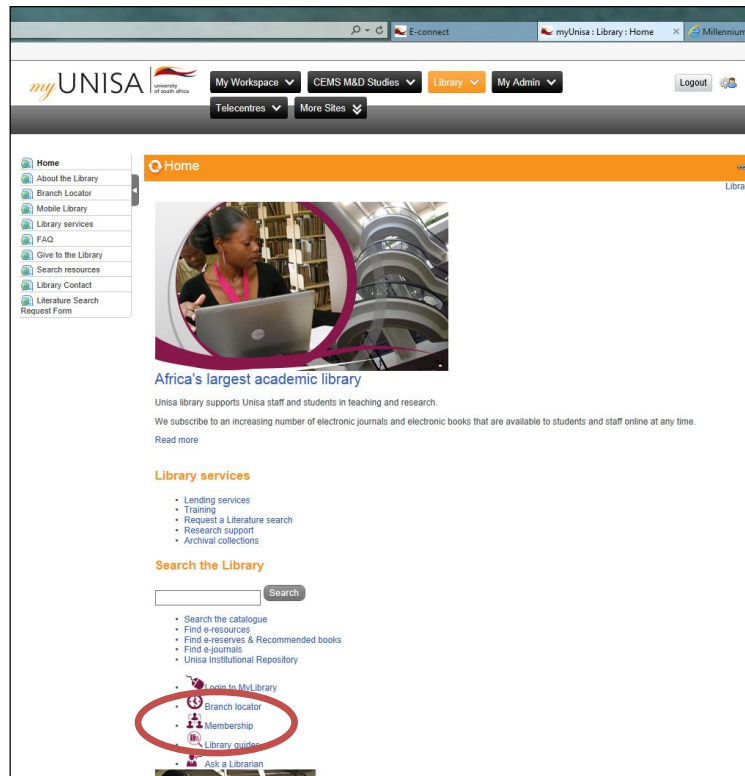 E-connect
myUnisa : Library : Home
Millennium
my UNISA university of south africa
My Workspace
CEMS M&D Studies
Library
My Admin
Logout
Telecentres
More Sites
Home
About the Library
Branch Locator
Mobile Library
Library services
FAQ
Give to the Library
Search resources
Library Contact
Literature Search
Request Form
Home
Libra
Africa's largest academic library
Unisa library supports Unisa staff and students in teaching and research.
We subscribe to an increasing number of electronic journals and electronic books that are available to students and staff online at any time.
Read more
Library services
Lending services
Training
Request a Literature search
Research support
Archival collections
Search the Library
Search
Search the catalogue
Find e-resources
Find e-reserves & Recommended books
Find e-journals
Unisa Institutional Repository
Login to MyLibrary
Branch locator
Membership
Library guides
Ask a Librarian